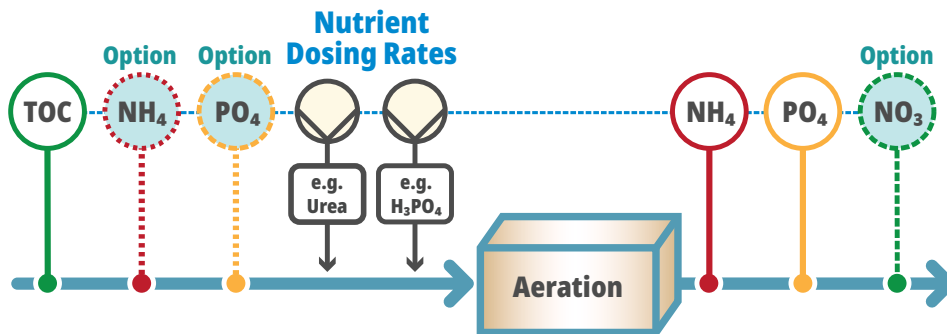 Nutrient
Dosing Rates
Option
Option
Option
TOC
NH₄
PO₄
NH₄
PO₄
NO₃
e.g.
Urea
e.g.
H₃PO₄
Aeration